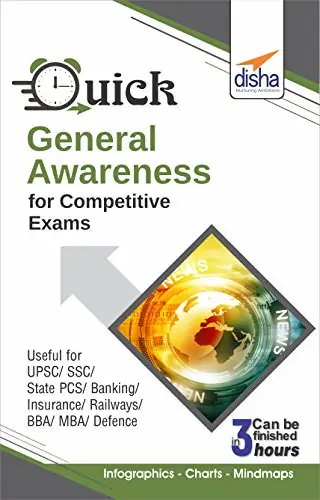 Quick
disha
Nurturing Ambitions
General
Awareness
for Competitive
Exams
NEWS
NEWS
Useful for
UPSC/ SSC/
State PCS/ Banking/
Insurance/ Railways/
BBA/ MBA/ Defence
Can be
finished
in 3 hours
Infographics - Charts - Mindmaps